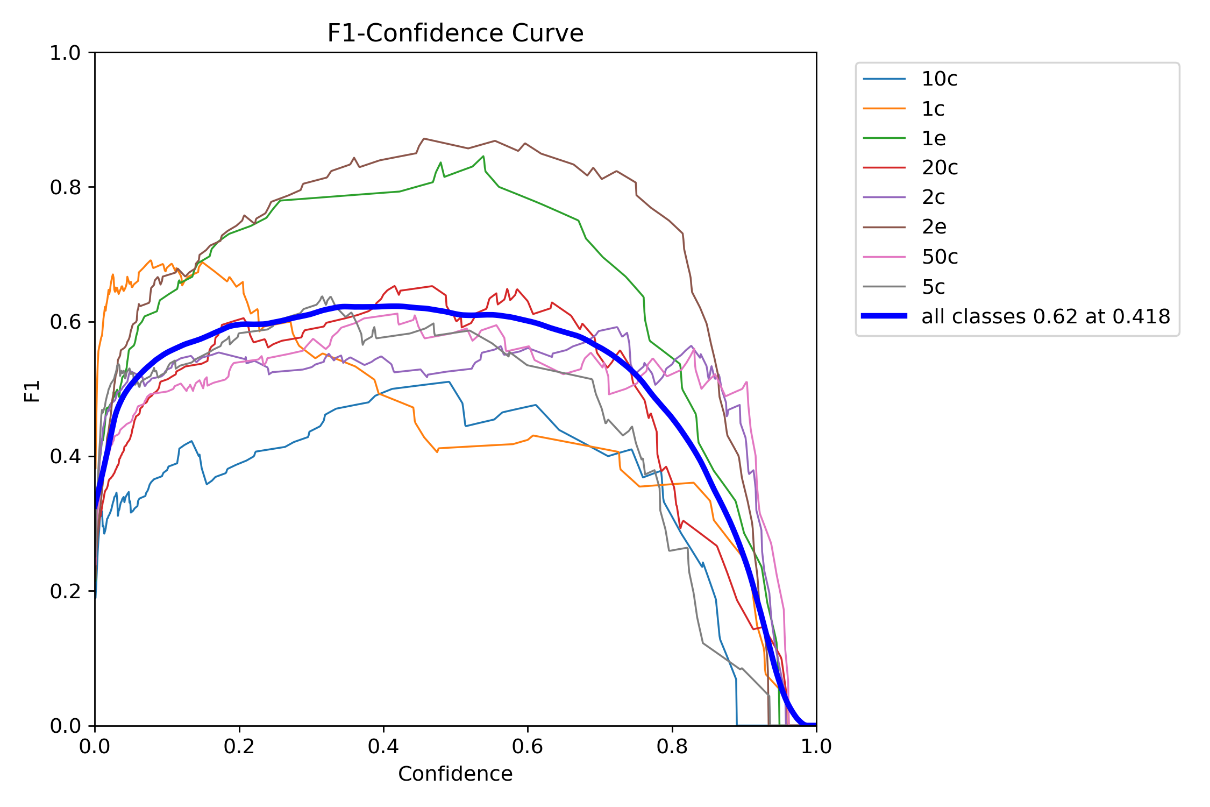 F1-Confidence Curve
1.0
0.8
0.6
0.4
0.2
0.0
F1
0.0 0.2 0.4 0.6 0.8 1.0
Confidence
10c
1c
1e
20c
2c
2e
50c
5c
all classes 0.62 at 0.418